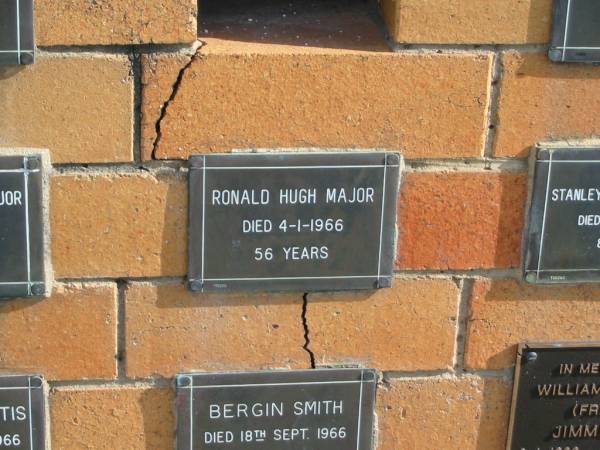 JOR
RONALD HUGH MAJOR
DIED 4-1-1966
56 YEARS
STANLEY
DIED
8
TIS
966
BERGIN SMITH
DIED 18TH SEPT. 1966
IN ME
WILLIAM
(FR
JIMM